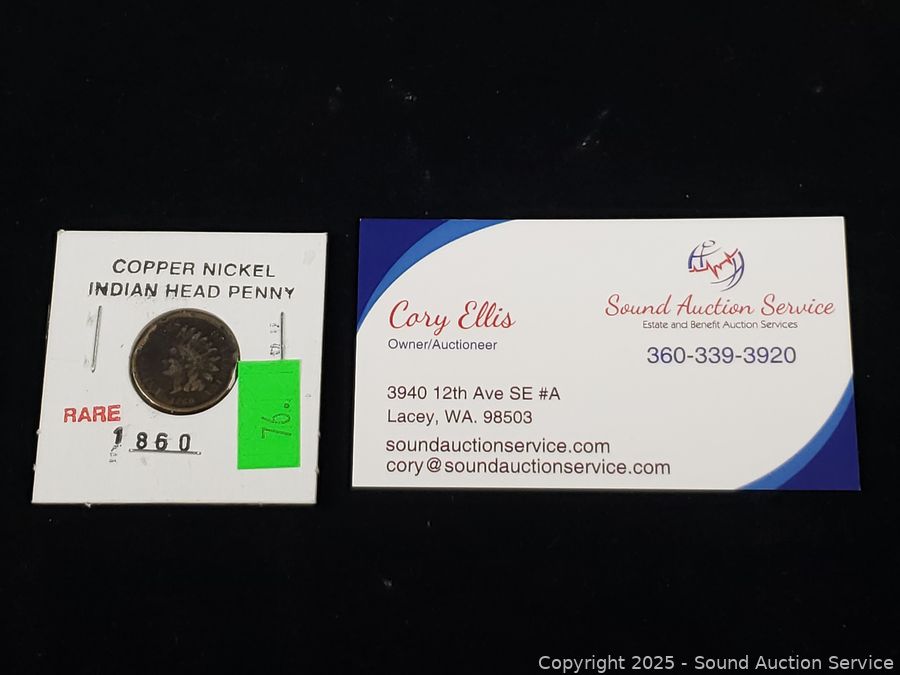 COPPER NICKEL
INDIAN HEAD PENNY
RARE
1860
76.
1860
Cory Ellis
Owner/Auctioneer
3940 12th Ave SE #A
Lacey, WA. 98503
soundauctionservice.com
cory@soundauctionservice.com
Sound Auction Service
Estate and Benefit Auction Services
360-339-3920
Copyright 2025 - Sound Auction Service